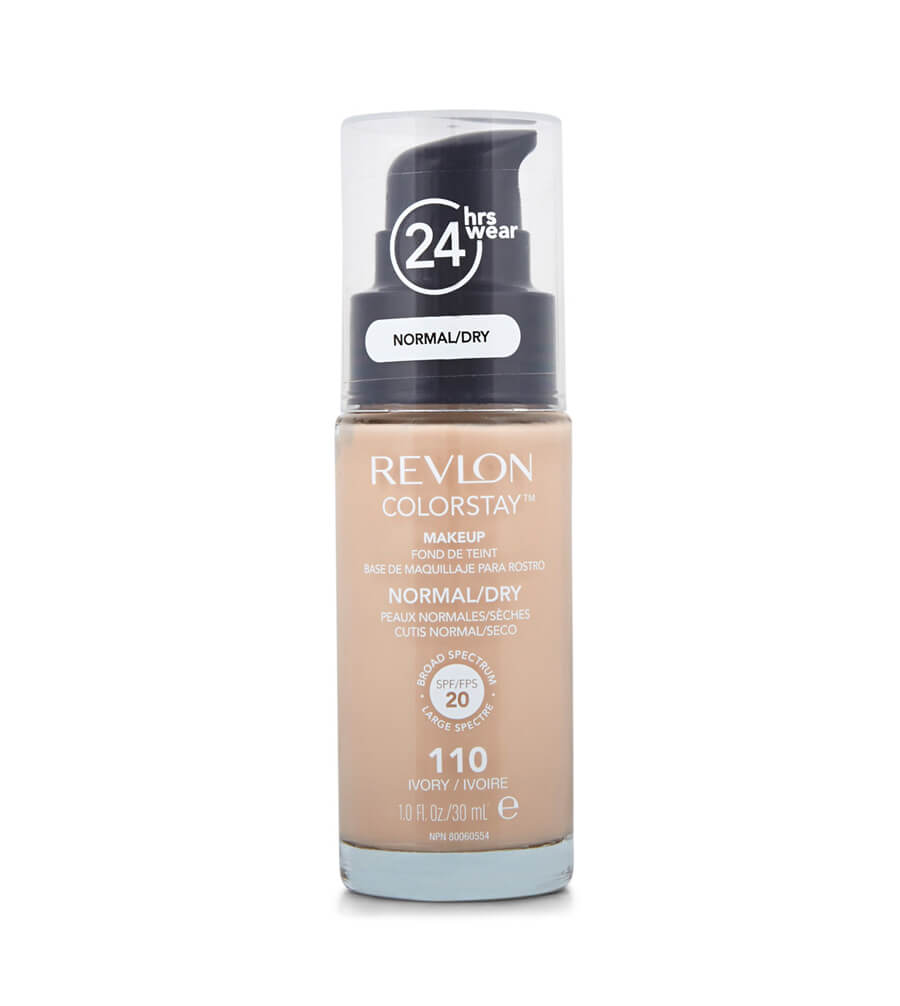 24 hrs
wear
NORMAL/DRY
REVLON
COLORSTAY™
MAKEUP
FOND DE TEINT
BASE DE MAQUILLAJE PARA ROSTRO
NORMAL/DRY
PEAUX NORMALES/SÈCHES
CUTIS NORMAL/SECO
• BROAD SPECTRUM •
SPF/FPS
20
LARGE SPECTRE
110
IVORY / IVOIRE
1.0 Fl. Oz./30 mL ℮
NPN 80060554